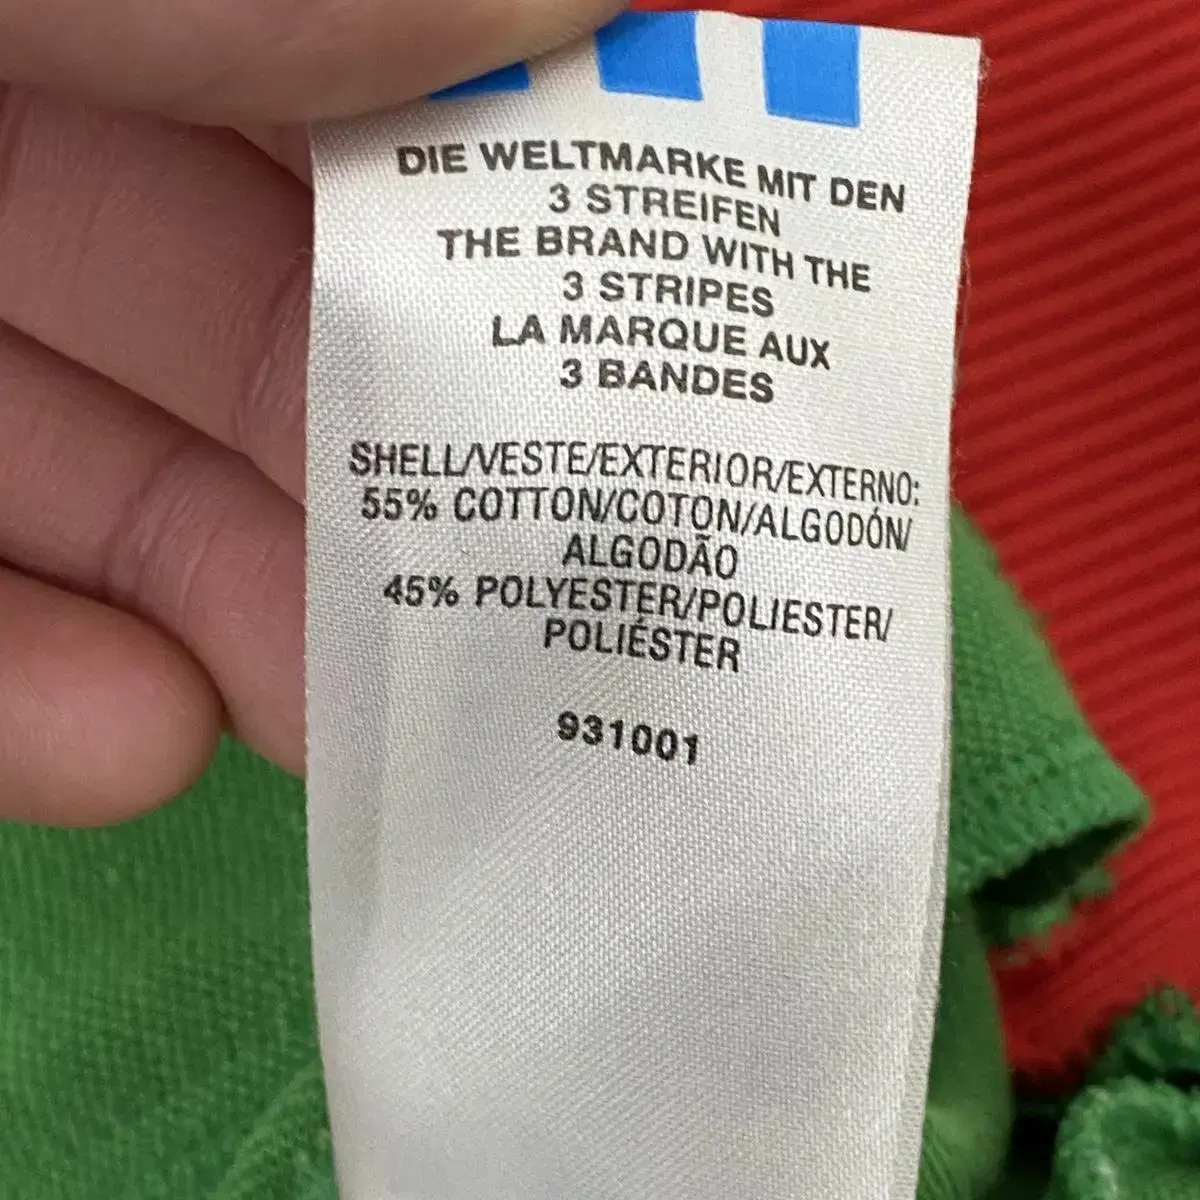 DIE WELTMARKE MIT DEN
3 STREIFEN
THE BRAND WITH THE
3 STRIPES
LA MARQUE AUX
3 BANDES
SHELL/VESTE/EXTERIOR/EXTERNO:
55% COTTON/COTON/ALGODÓN/
ALGODÃO
45% POLYESTER/POLIESTER/
POLIÉSTER
931001